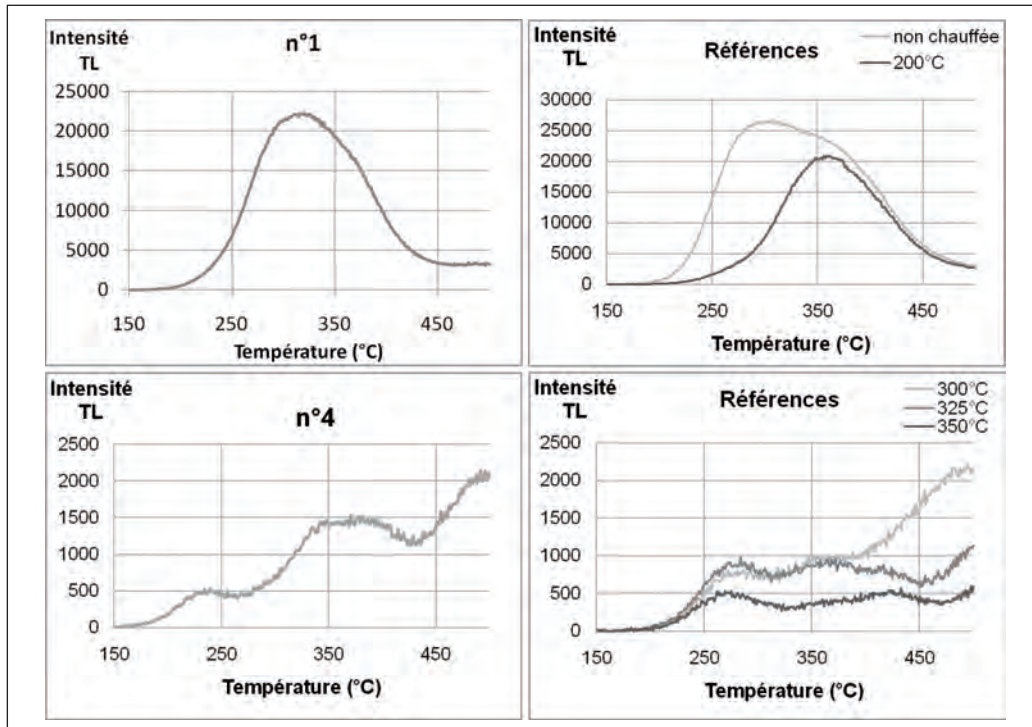 Intensité
TL
n°1
25000
20000
15000
10000
5000
0
150 250 350 450
Température (°C)
Intensité
TL
Références
non chauffée
200°C
30000
25000
20000
15000
10000
5000
0
150 250 350 450
Température (°C)
Intensité
TL
n°4
2500
2000
1500
1000
500
0
150 250 350 450
Température (°C)
Intensité
TL
Références
300°C
325°C
350°C
2500
2000
1500
1000
500
0
150 250 350 450
Température (°C)